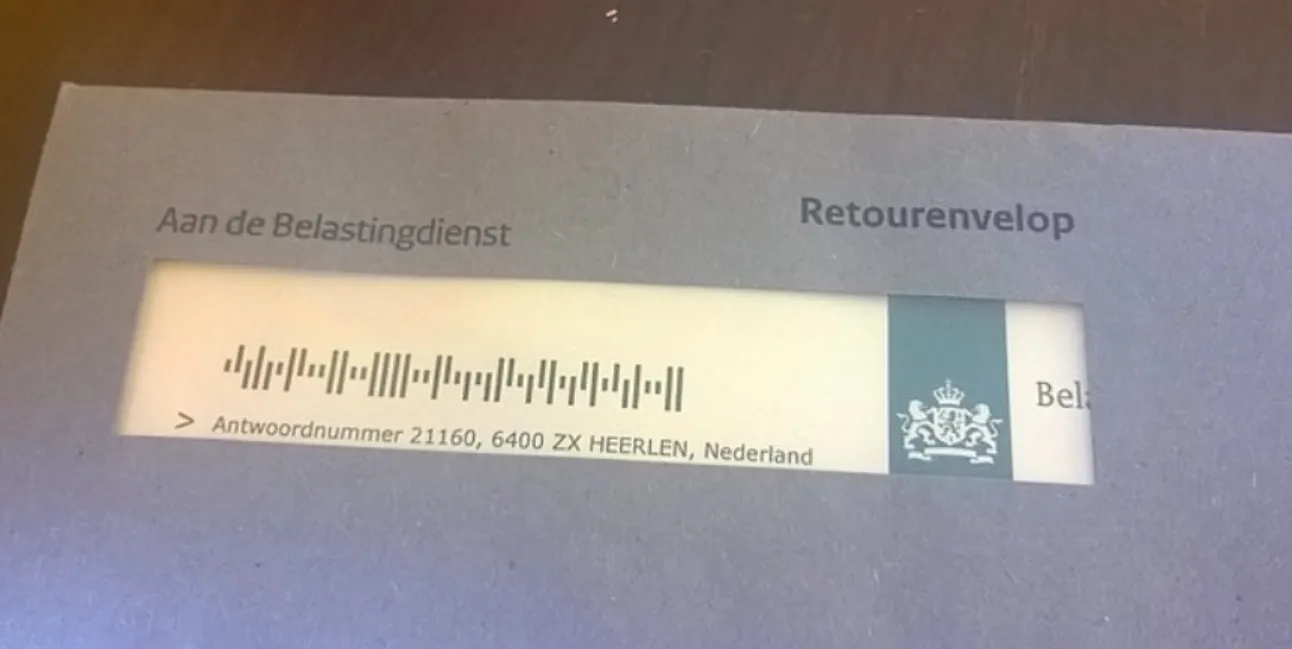 Aan de Belastingdienst
Retourenvelop
> Antwoordnummer 21160, 6400 ZX HEERLEN, Nederland